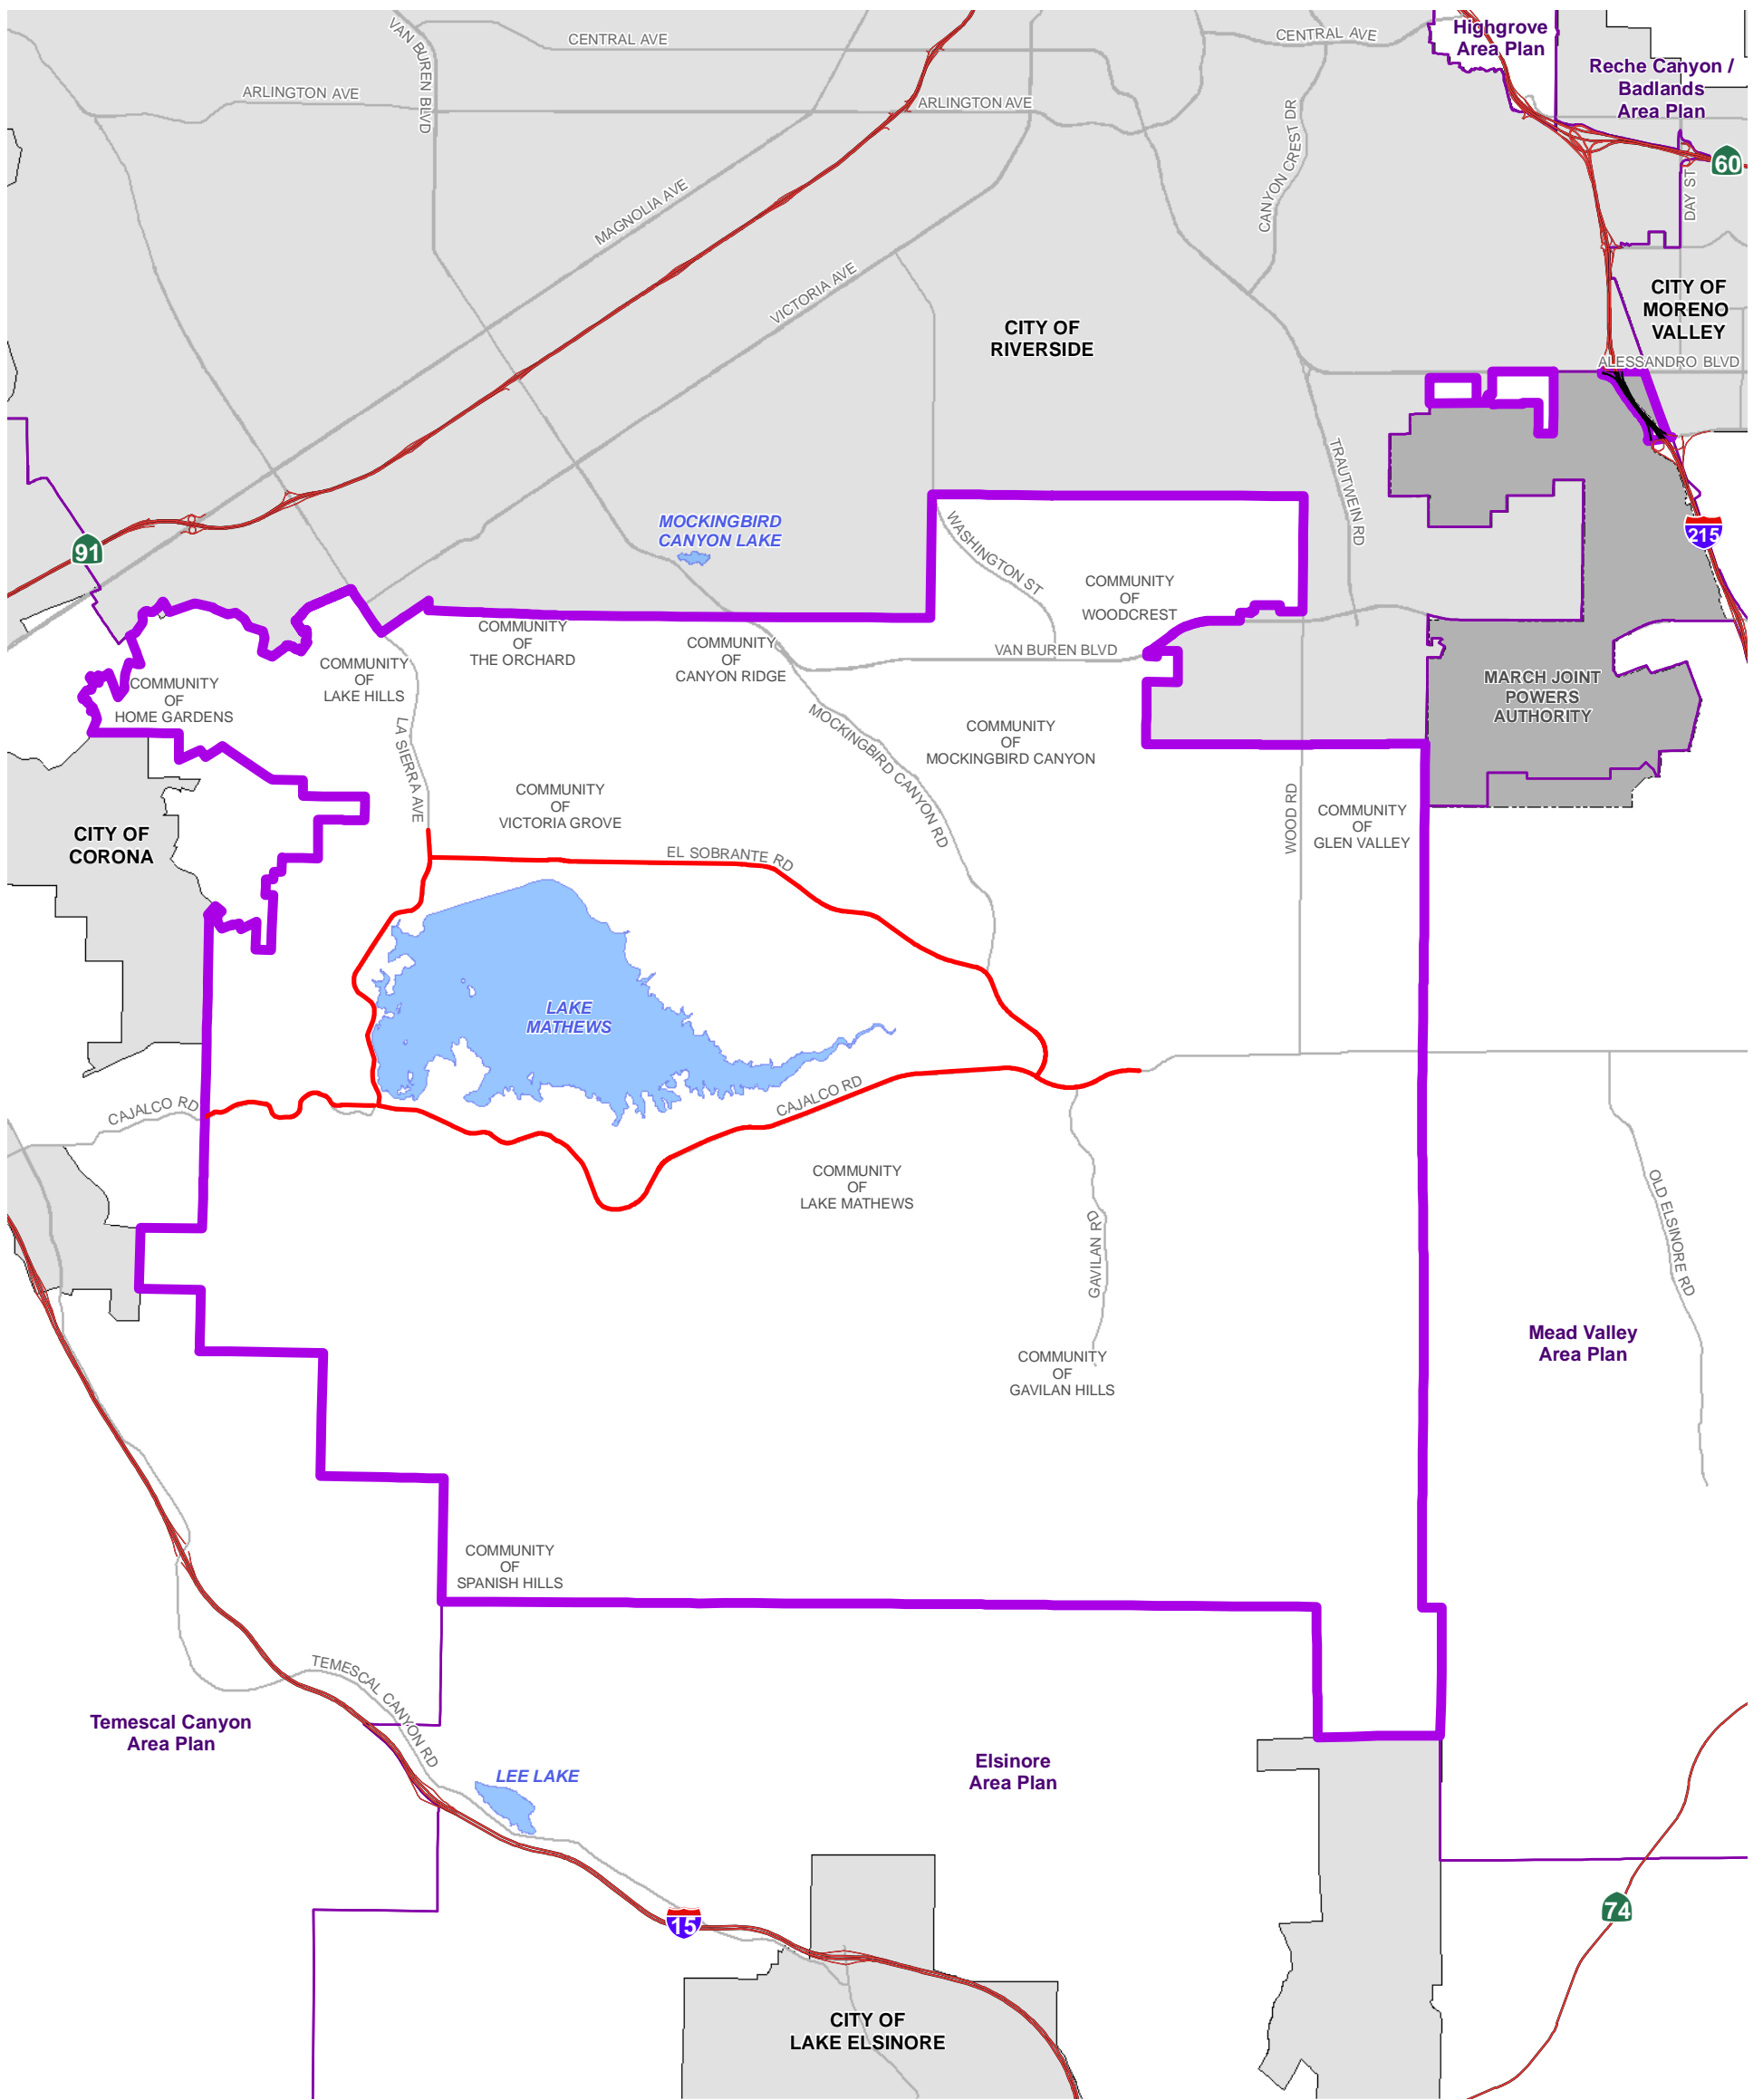 VAN BUREN BLVD
CENTRAL AVE
CENTRAL AVE
Highgrove
Area Plan
Reche Canyon /
Badlands
Area Plan
ARLINGTON AVE
ARLINGTON AVE
CANYON CREST DR
60
DAY ST
MAGNOLIA AVE
VICTORIA AVE
CITY OF
RIVERSIDE
CITY OF
MORENO
VALLEY
ALESSANDRO BLVD
TRAUTWEIN RD
91
MOCKINGBIRD
CANYON LAKE
215
WASHINGTON ST
COMMUNITY
OF
WOODCREST
COMMUNITY
OF
THE ORCHARD
COMMUNITY
OF
CANYON RIDGE
VAN BUREN BLVD
COMMUNITY
OF
LAKE HILLS
COMMUNITY
OF
HOME GARDENS
MARCH JOINT
POWERS
AUTHORITY
LA SIERRA AVE
MOCKINGBIRD CANYON RD
COMMUNITY
OF
MOCKINGBIRD CANYON
COMMUNITY
OF
VICTORIA GROVE
WOOD RD
COMMUNITY
OF
GLEN VALLEY
CITY OF
CORONA
EL SOBRANTE RD
LAKE
MATHEWS
CAJALCO RD
CAJALCO RD
COMMUNITY
OF
LAKE MATHEWS
GAVILAN RD
OLD ELSINORE RD
Mead Valley
Area Plan
COMMUNITY
OF
GAVILAN HILLS
COMMUNITY
OF
SPANISH HILLS
TEMESCAL CANYON RD
Temescal Canyon
Area Plan
LEE LAKE
Elsinore
Area Plan
15
74
CITY OF
LAKE ELSINORE